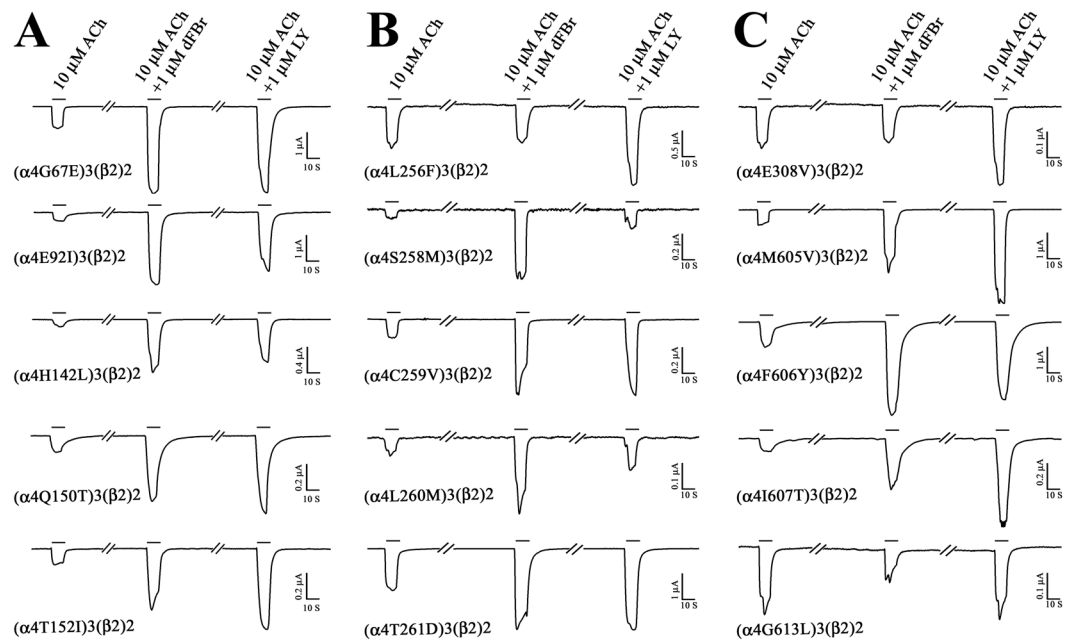 A
10 µM ACh
10 µM ACh
+1 µM dFBr
10 µM ACh
+1 µM LY
(α4G67E)3(β2)2
1 µA
10 S
(α4E92I)3(β2)2
1 µA
10 S
(α4H142L)3(β2)2
0.4 µA
10 S
(α4Q150T)3(β2)2
0.2 µA
10 S
(α4T152I)3(β2)2
0.2 µA
10 S
B
10 µM ACh
10 µM ACh
+1 µM dFBr
10 µM ACh
+1 µM LY
(α4L256F)3(β2)2
0.5 µA
10 S
(α4S258M)3(β2)2
0.2 µA
10 S
(α4C259V)3(β2)2
0.2 µA
10 S
(α4L260M)3(β2)2
0.1 µA
10 S
(α4T261D)3(β2)2
1 µA
10 S
C
10 µM ACh
10 µM ACh
+1 µM dFBr
10 µM ACh
+1 µM LY
(α4E308V)3(β2)2
0.1 µA
10 S
(α4M605V)3(β2)2
1 µA
10 S
(α4F606Y)3(β2)2
1 µA
10 S
(α4I607T)3(β2)2
0.2 µA
10 S
(α4G613L)3(β2)2
0.1 µA
10 S